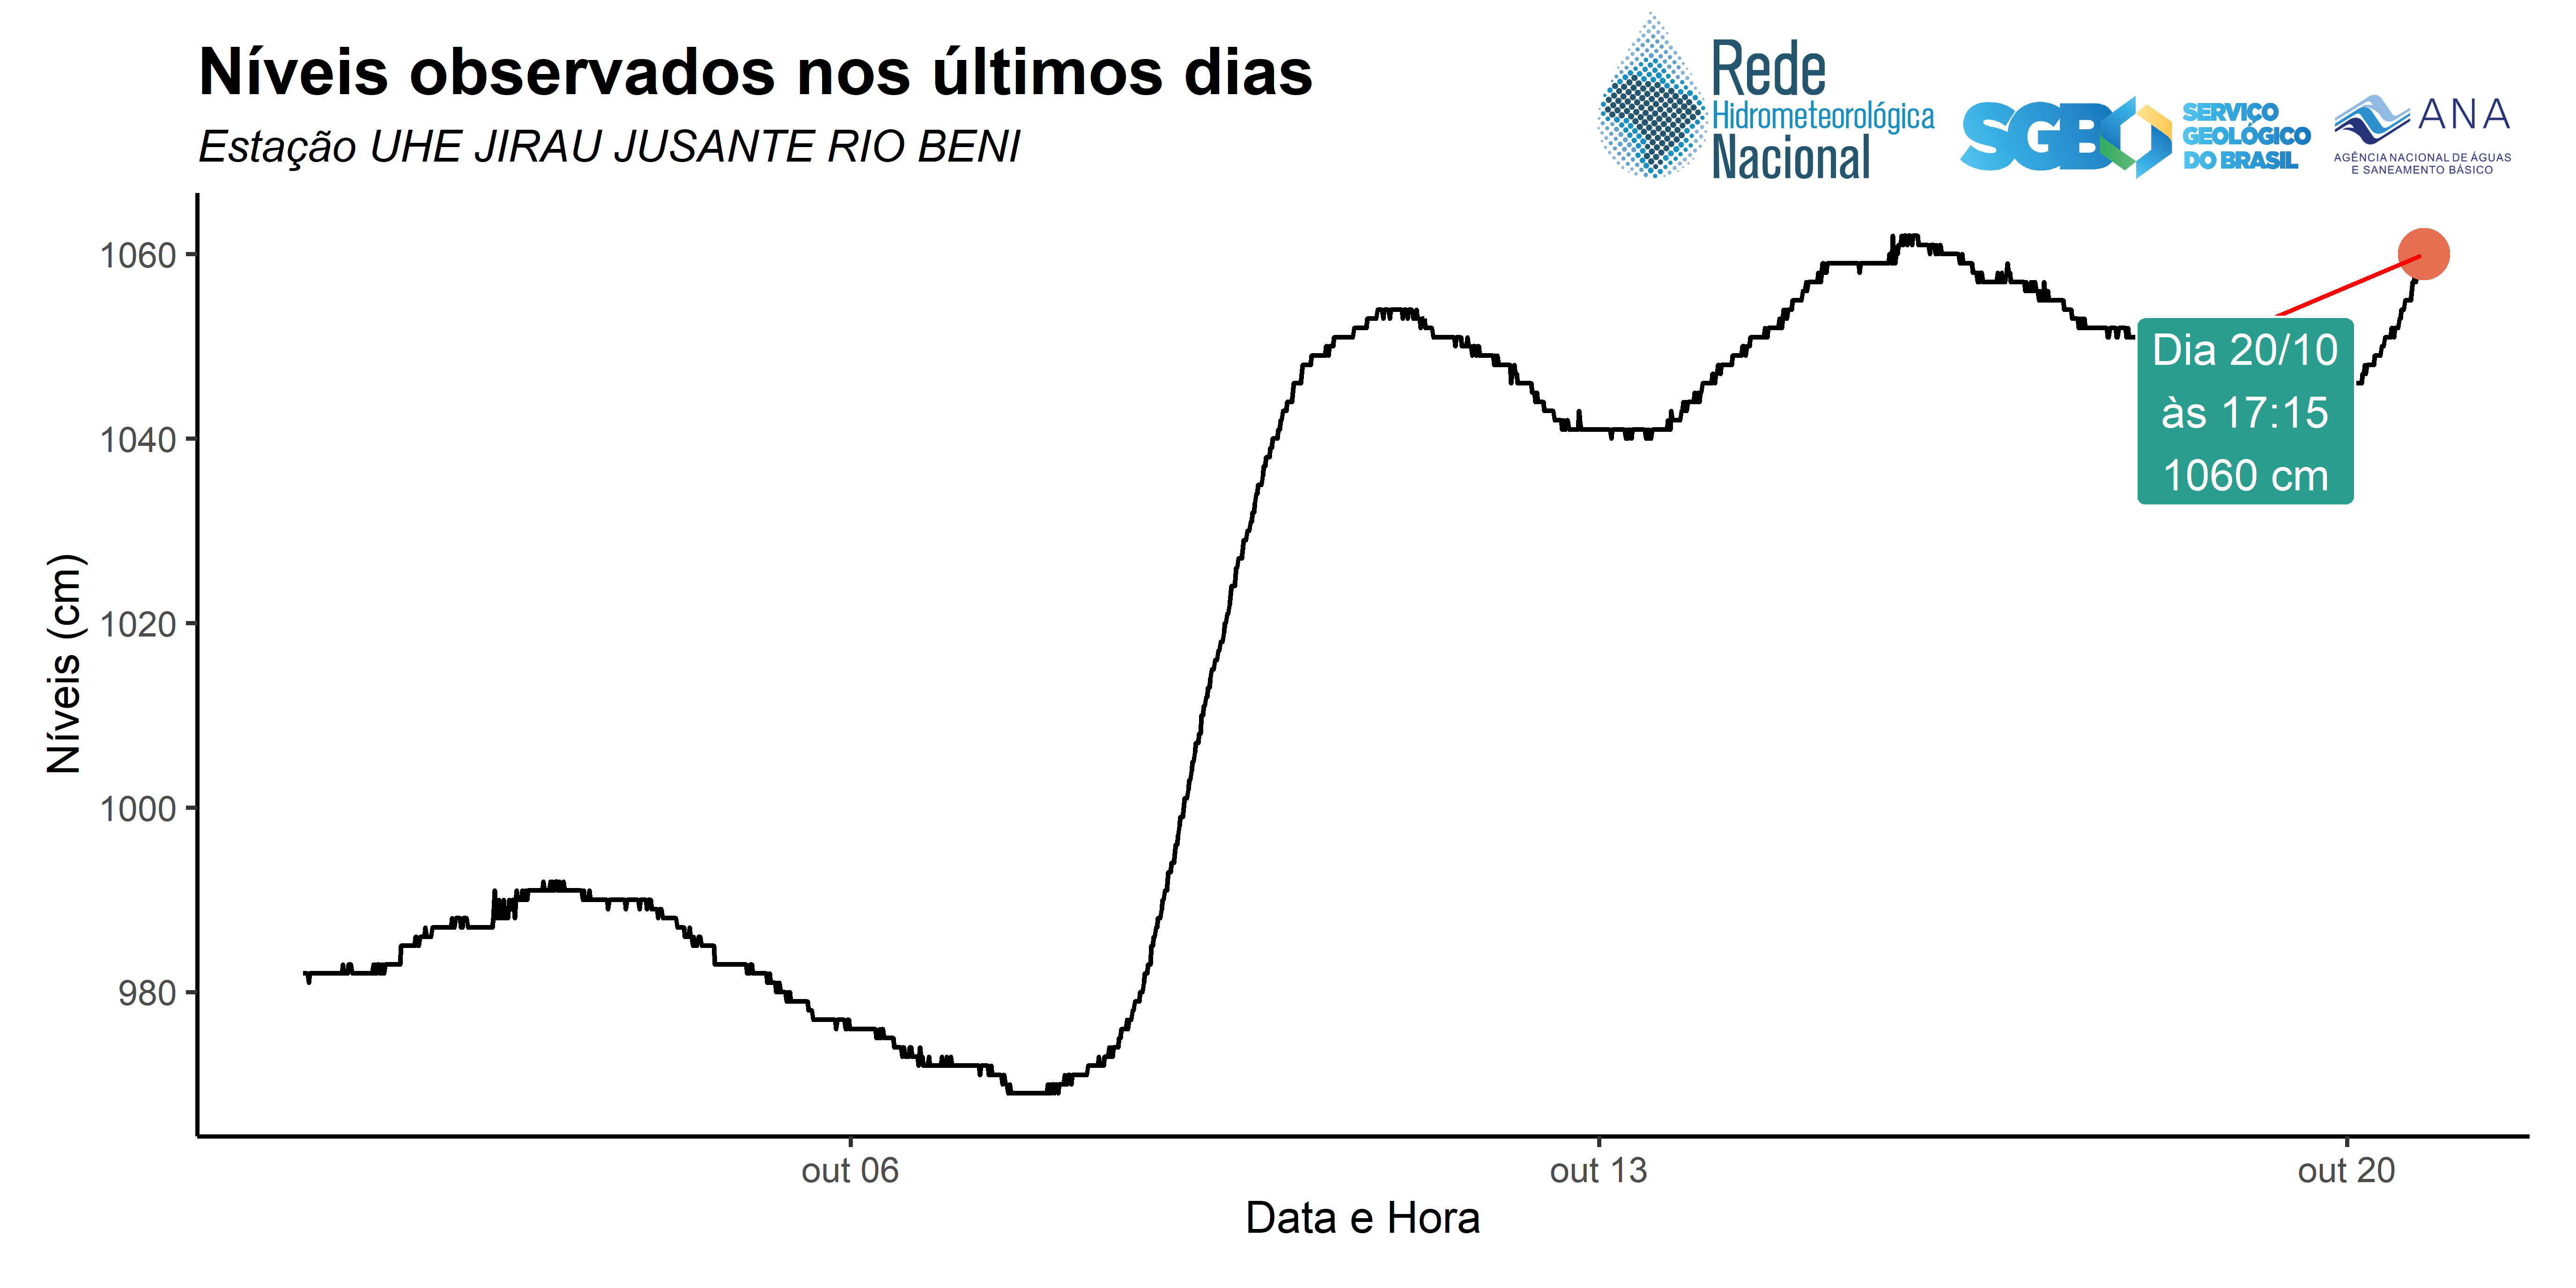 Níveis observados nos últimos dias
Estação UHE JIRAU JUSANTE RIO BENI
Rede
Hidrometeorológica
Nacional
SGB
SERVIÇO
GEOLÓGICO
DO BRASIL
ANA
AGÊNCIA NACIONAL DE ÁGUAS
E SANEAMENTO BÁSICO
Níveis (cm)
1060
1040
1020
1000
980
Dia 20/10
às 17:15
1060 cm
out 06
out 13
out 20
Data e Hora